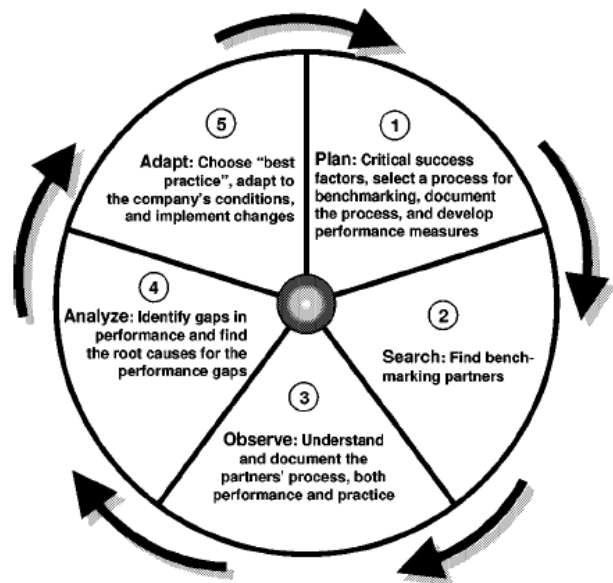 1
Plan: Critical success
factors, select a process for
benchmarking, document
the process, and develop
performance measures
2
Search: Find bench-
marking partners
3
Observe: Understand
and document the
partners' process, both
performance and practice
4
Analyze: Identify gaps in
performance and find
the root causes for the
performance gaps
5
Adapt: Choose “best
practice”, adapt to
the company's conditions,
and implement changes